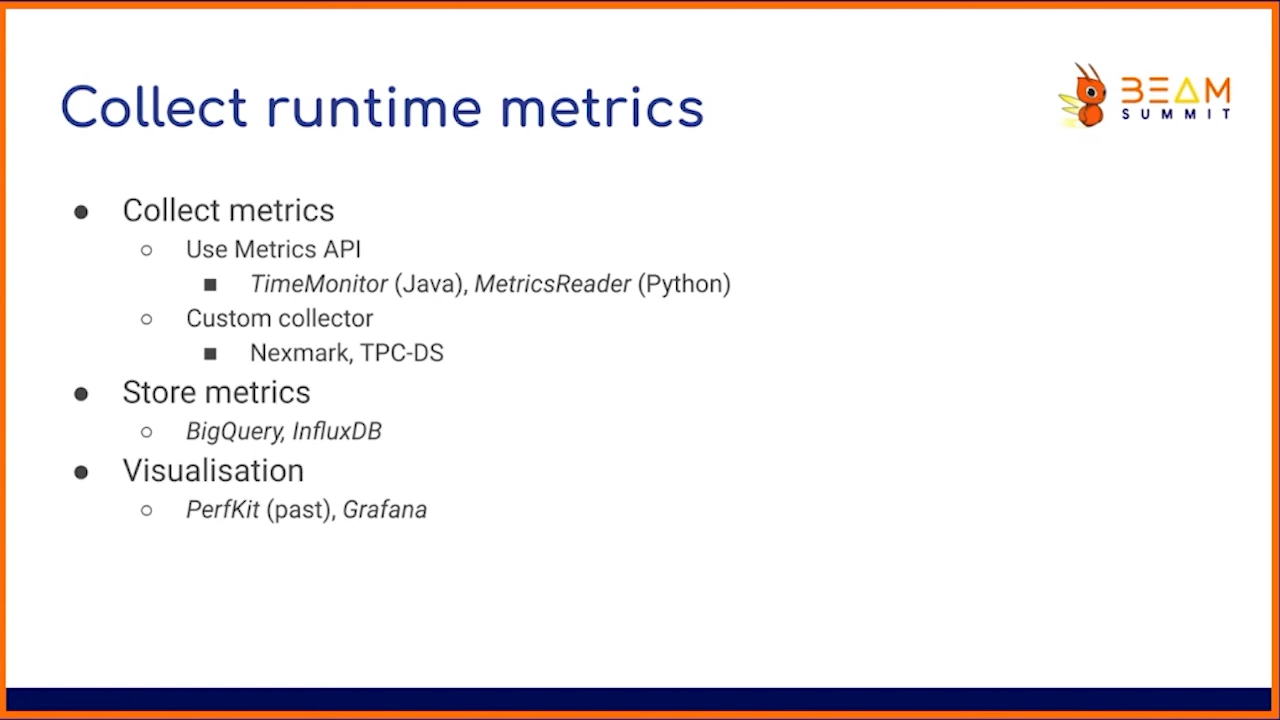 Collect runtime metrics
BEAM
SUMMIT
● Collect metrics
○ Use Metrics API
■ TimeMonitor (Java), MetricsReader (Python)
○ Custom collector
■ Nexmark, TPC-DS
● Store metrics
○ BigQuery, InfluxDB
● Visualisation
○ PerfKit (past), Grafana